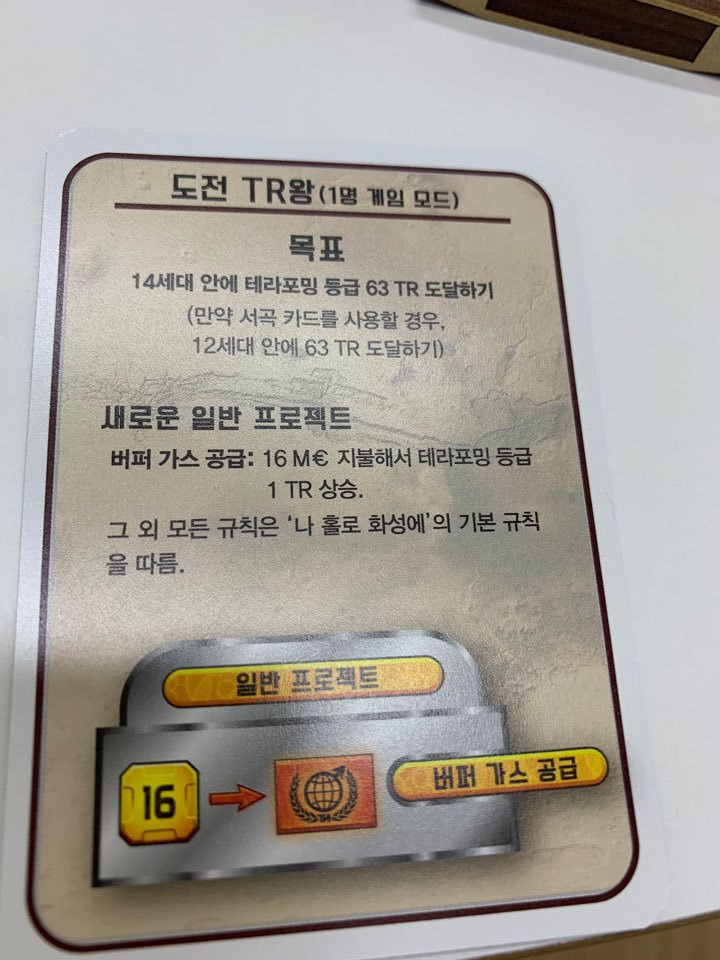 도전 TR왕(1명 게임 모드)
목표
14세대 안에 테라포밍 등급 63 TR 도달하기
(만약 서곡 카드를 사용할 경우,
12세대 안에 63 TR 도달하기)
새로운 일반 프로젝트
버퍼 가스 공급: 16 M€ 지불해서 테라포밍 등급
1 TR 상승.
그 외 모든 규칙은 ‘나 홀로 화성에’의 기본 규칙
을 따름.
일반 프로젝트
16
버퍼 가스 공급